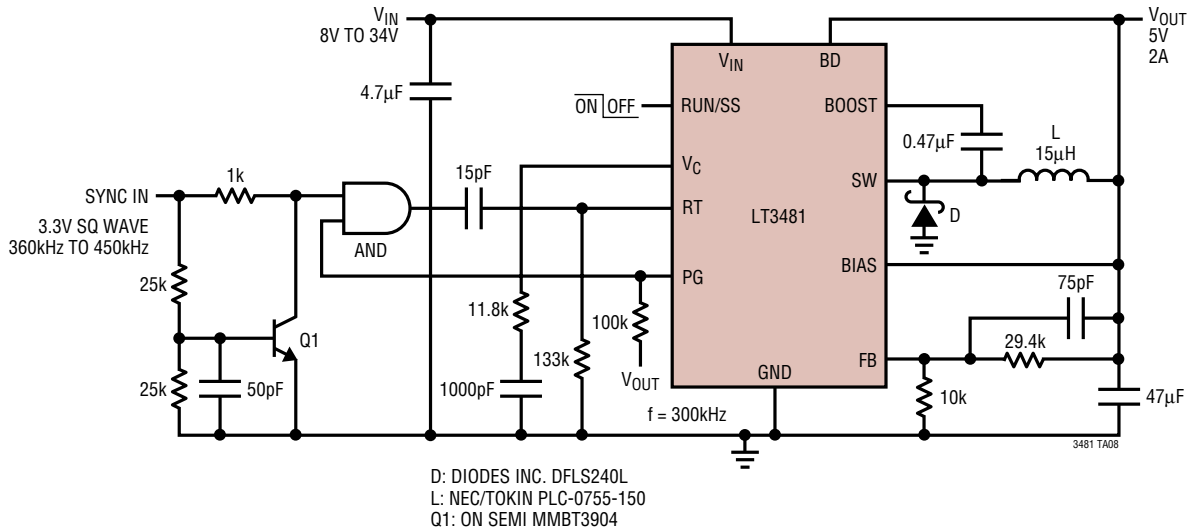 VIN
8V TO 34V
VOUT
5V
2A
4.7µF
VIN
BD
ON OFF
RUN/SS
BOOST
0.47µF
L
15µH
VC
15pF
1k
SYNC IN
3.3V SQ WAVE
360kHz TO 450kHz
AND
RT
LT3481
SW
D
PG
BIAS
75pF
25k
Q1
11.8k
100k
133k
29.4k
FB
VOUT
GND
25k
50pF
1000pF
f = 300kHz
10k
47µF
3481 TA08
D: DIODES INC. DFLS240L
L: NEC/TOKIN PLC-0755-150
Q1: ON SEMI MMBT3904